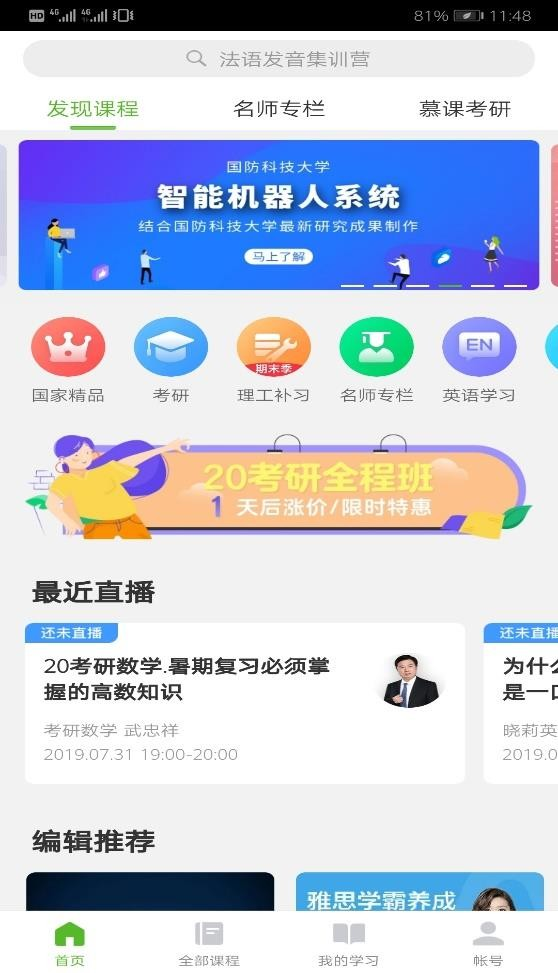 HD 4G 4G 81% 11:48
法语发音集训营
发现课程 名师专栏 慕课考研
国防科技大学
智能机器人系统
结合国防科技大学最新研究成果制作
马上了解
EN
期末季
国家精品 考研 理工补习 名师专栏 英语学习
20考研全程班
1 天后涨价/限时特惠
最近直播
还未直播
20考研数学.暑期复习必须掌
握的高数知识
考研数学 武忠祥
2019.07.31 19:00-20:00
还未直播
为什么
是一口
晓莉英
2019.0
编辑推荐
雅思学霸养成
首页 全部课程 我的学习 帐号